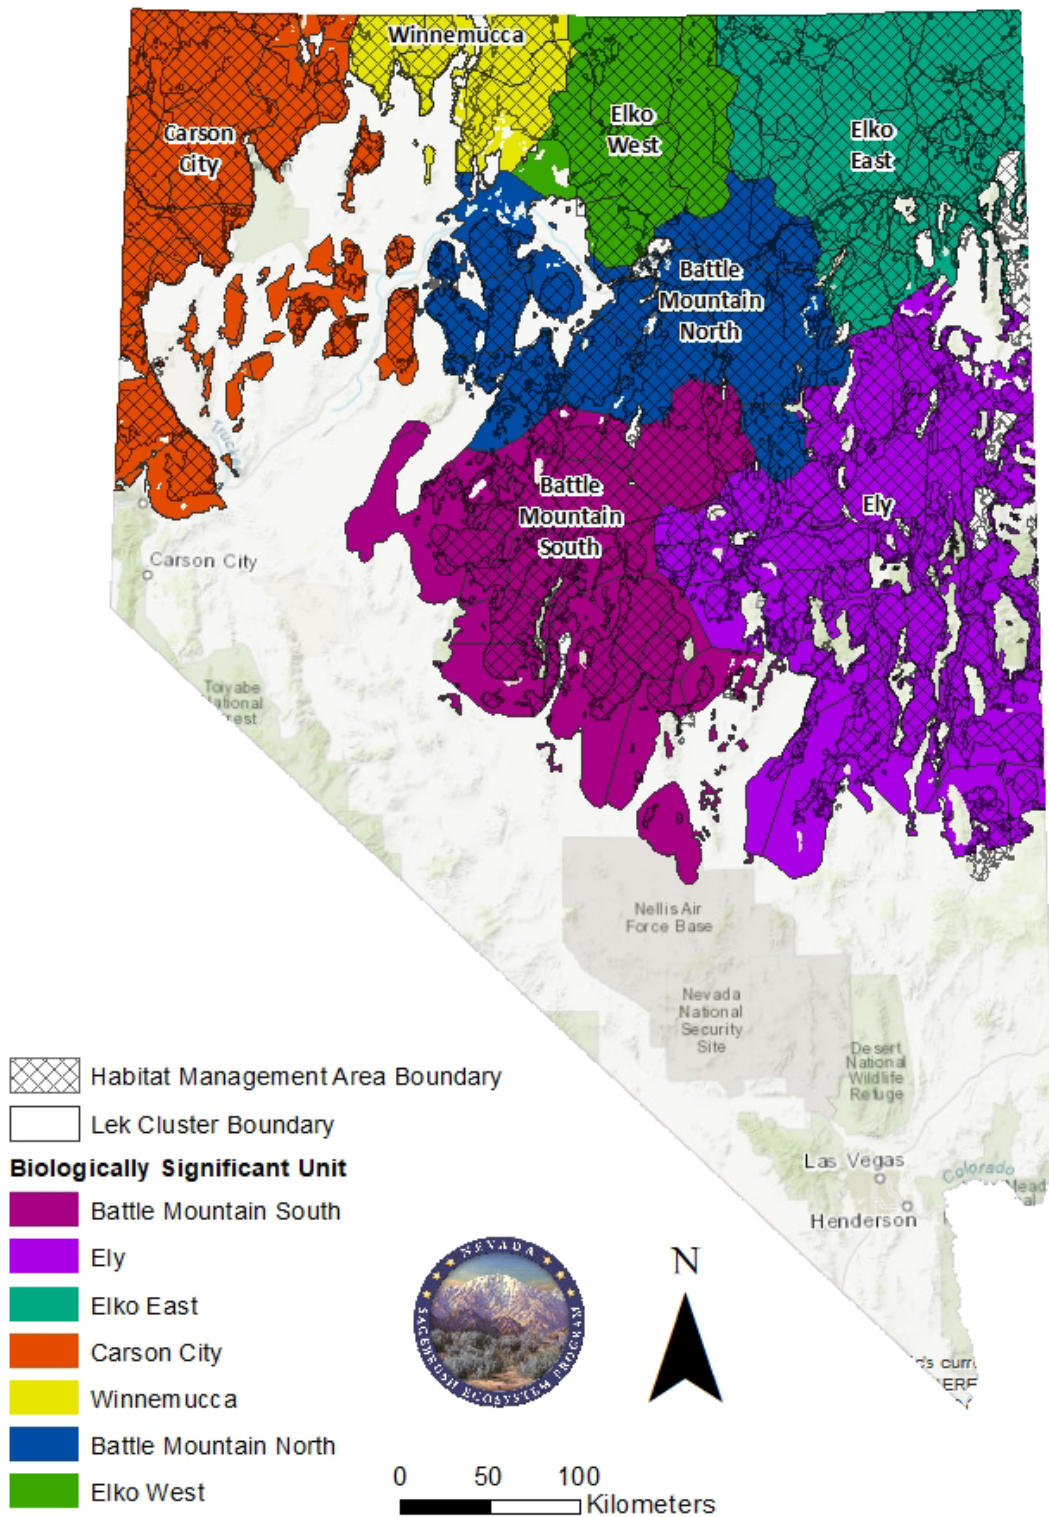 Winnemucca
Carson
City
Elko
West
Elko
East
Battle
Mountain
North
Battle
Mountain
South
Ely
Carson City
Toiyabe
Nellis Air
Force Base
Nevada
National
Security
Site
Desert
National
Wildlife
Refuge
Las Vegas
Colorado
Mead
Henderson
Habitat Management Area Boundary
Lek Cluster Boundary
Biologically Significant Unit
Battle Mountain South
Ely
Elko East
Carson City
Winnemucca
Battle Mountain North
Elko West
NEVADA
SAGEBRUSH ECOSYSTEM PROGRAM
N
0 50 100
Kilometers